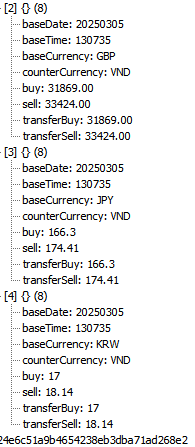 [2] {} (8)
baseDate: 20250305
baseTime: 130735
baseCurrency: GBP
counterCurrency: VND
buy: 31869.00
sell: 33424.00
transferBuy: 31869.00
transferSell: 33424.00
[3] {} (8)
baseDate: 20250305
baseTime: 130735
baseCurrency: JPY
counterCurrency: VND
buy: 166.3
sell: 174.41
transferBuy: 166.3
transferSell: 174.41
[4] {} (8)
baseDate: 20250305
baseTime: 130735
baseCurrency: KRW
counterCurrency: VND
buy: 17
sell: 18.14
transferBuy: 17
transferSell: 18.14
24e6c51a9b4654238eb3dba71ad268e2